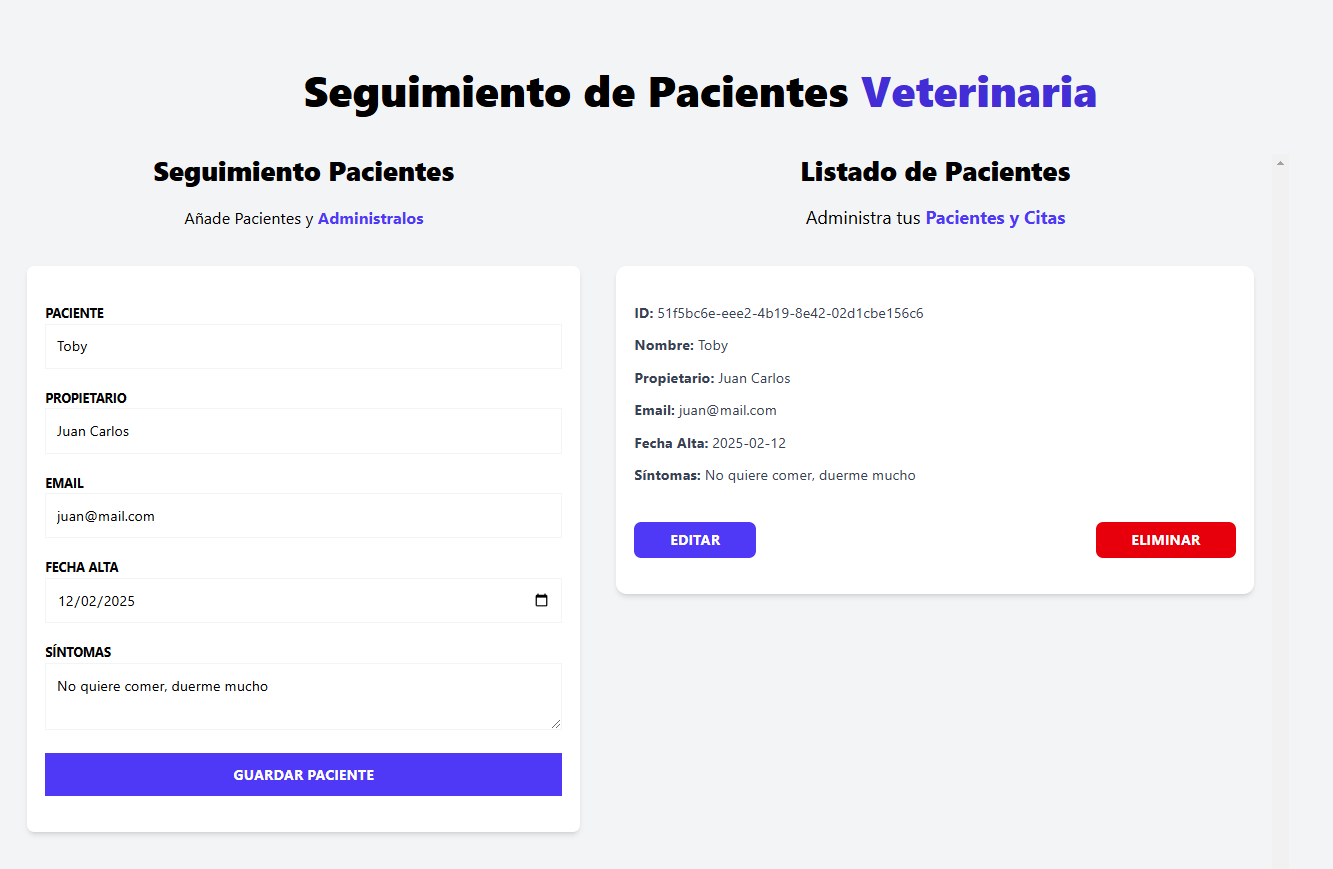 Seguimiento de Pacientes Veterinaria
Seguimiento Pacientes
Añade Pacientes y Administralos
PACIENTE
Toby
PROPIETARIO
Juan Carlos
EMAIL
juan@mail.com
FECHA ALTA
12/02/2025
SÍNTOMAS
No quiere comer, duerme mucho
GUARDAR PACIENTE
Listado de Pacientes
Administra tus Pacientes y Citas
ID: 51f5bc6e-eee2-4b19-8e42-02d1cbe156c6
Nombre: Toby
Propietario: Juan Carlos
Email: juan@mail.com
Fecha Alta: 2025-02-12
Síntomas: No quiere comer, duerme mucho
EDITAR
ELIMINAR